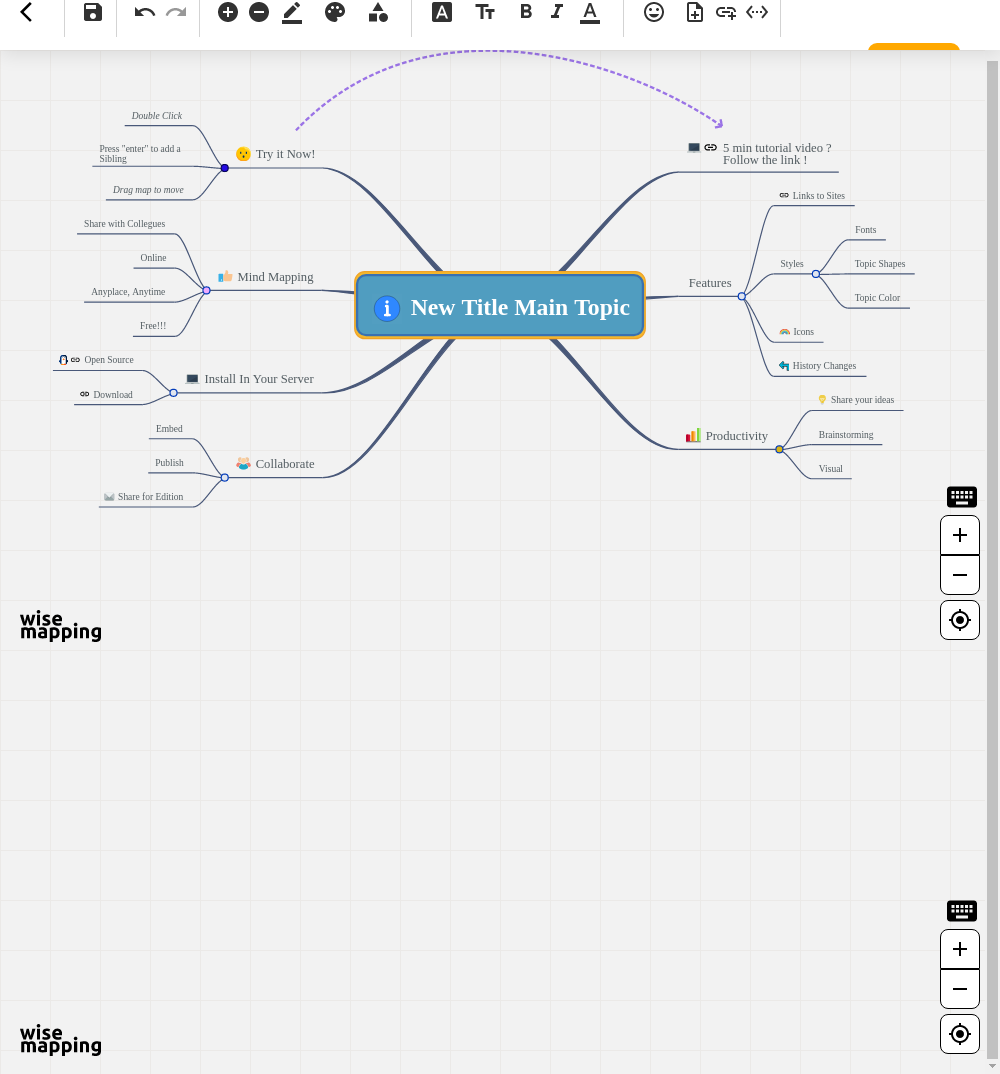 Double Click
Press "enter" to add a
Sibling
Drag map to move
Try it Now!
Share with Collegues
Online
Anyplace, Anytime
Free!!!
Mind Mapping
Open Source
Download
Install In Your Server
Embed
Publish
Share for Edition
Collaborate
New Title Main Topic
5 min tutorial video ?
Follow the link !
Links to Sites
Features
Styles
Fonts
Topic Shapes
Topic Color
Icons
History Changes
Productivity
Share your ideas
Brainstorming
Visual
wise
mapping
wise
mapping